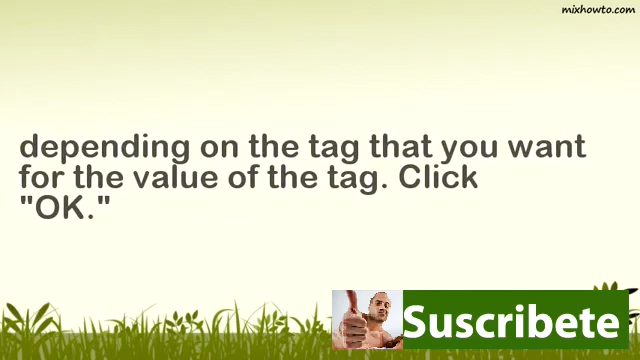 mixhowto.com
depending on the tag that you want
for the value of the tag. Click
"OK."
Suscribete